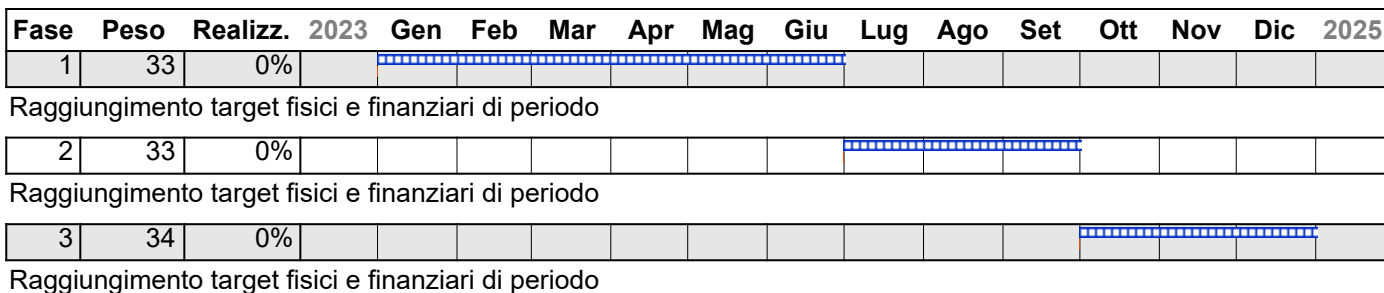 Fase Peso Realizz. 2023 Gen Feb Mar Apr Mag Giu Lug Ago Set Ott Nov Dic 2025
1 33 0%
Raggiungimento target fisici e finanziari di periodo
2 33 0%
Raggiungimento target fisici e finanziari di periodo
3 34 0%
Raggiungimento target fisici e finanziari di periodo